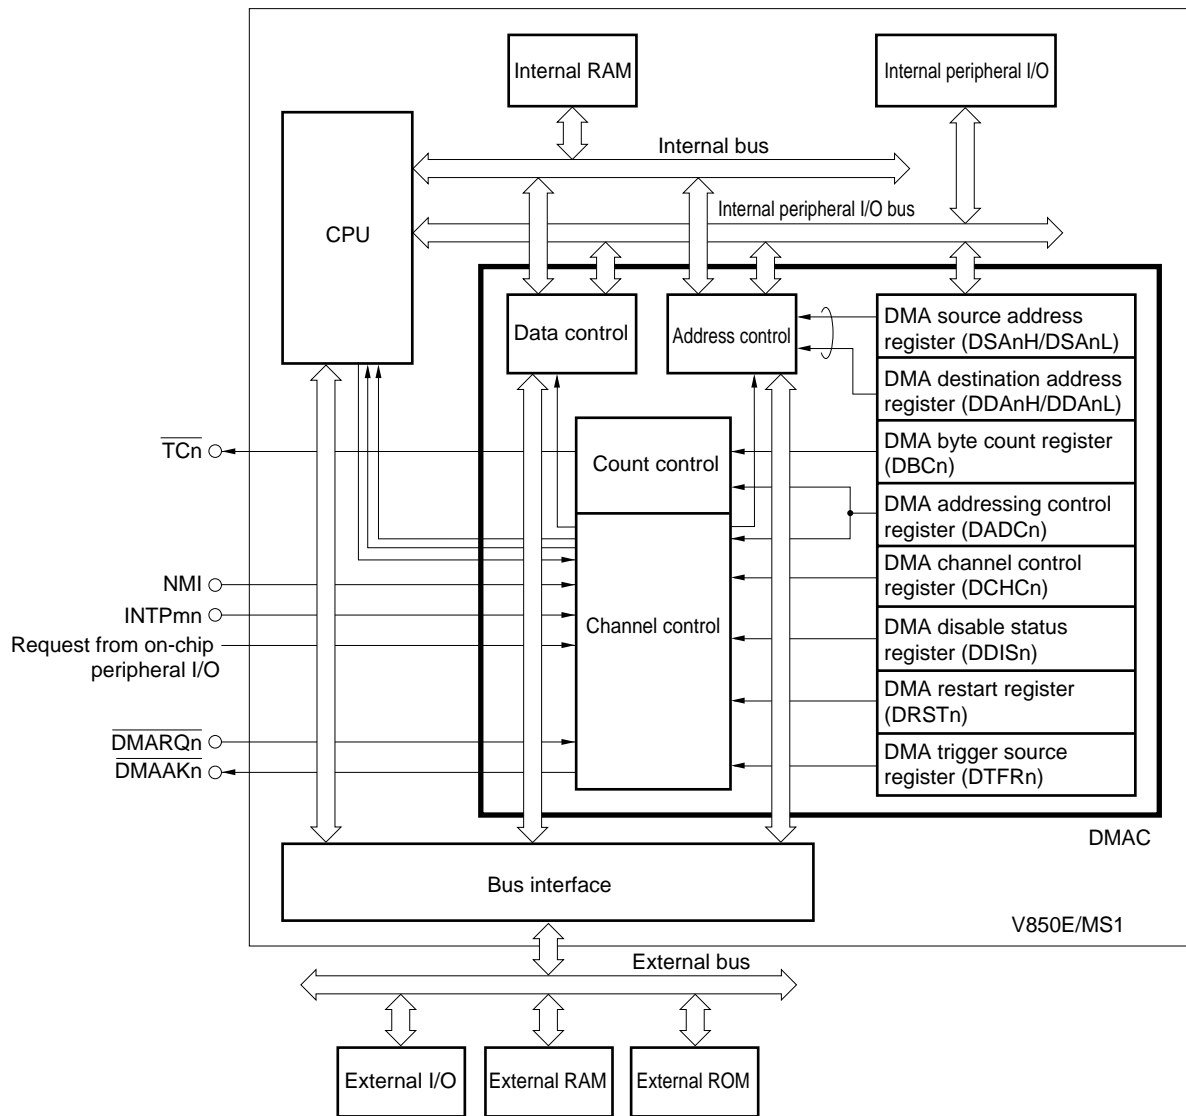 Internal RAM
Internal peripheral I/O
Internal bus
Internal peripheral I/O bus
CPU
Data control
Address control
DMA source address
register (DSAnH/DSAnL)
DMA destination address
register (DDAnH/DDAnL)
DMA byte count register
(DBCn)
DMA addressing control
register (DADCn)
DMA channel control
register (DCHCn)
DMA disable status
register (DDISn)
DMA restart register
(DRSTn)
DMA trigger source
register (DTFRn)
Count control
Channel control
TCn
NMI
INTPmn
Request from on-chip
peripheral I/O
DMARQn
DMAAKn
DMAC
Bus interface
V850E/MS1
External bus
External I/O
External RAM
External ROM